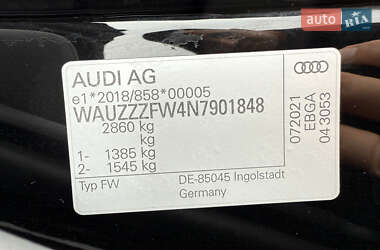 AUTO.RIA
AUDI AG
e1*2018/858*00005
WAUZZZFW4N7901848
2860 kg
kg
1- 1385 kg
2- 1545 kg
Typ FW
DE-85045 Ingolstadt
Germany
072021
EBGA
043053